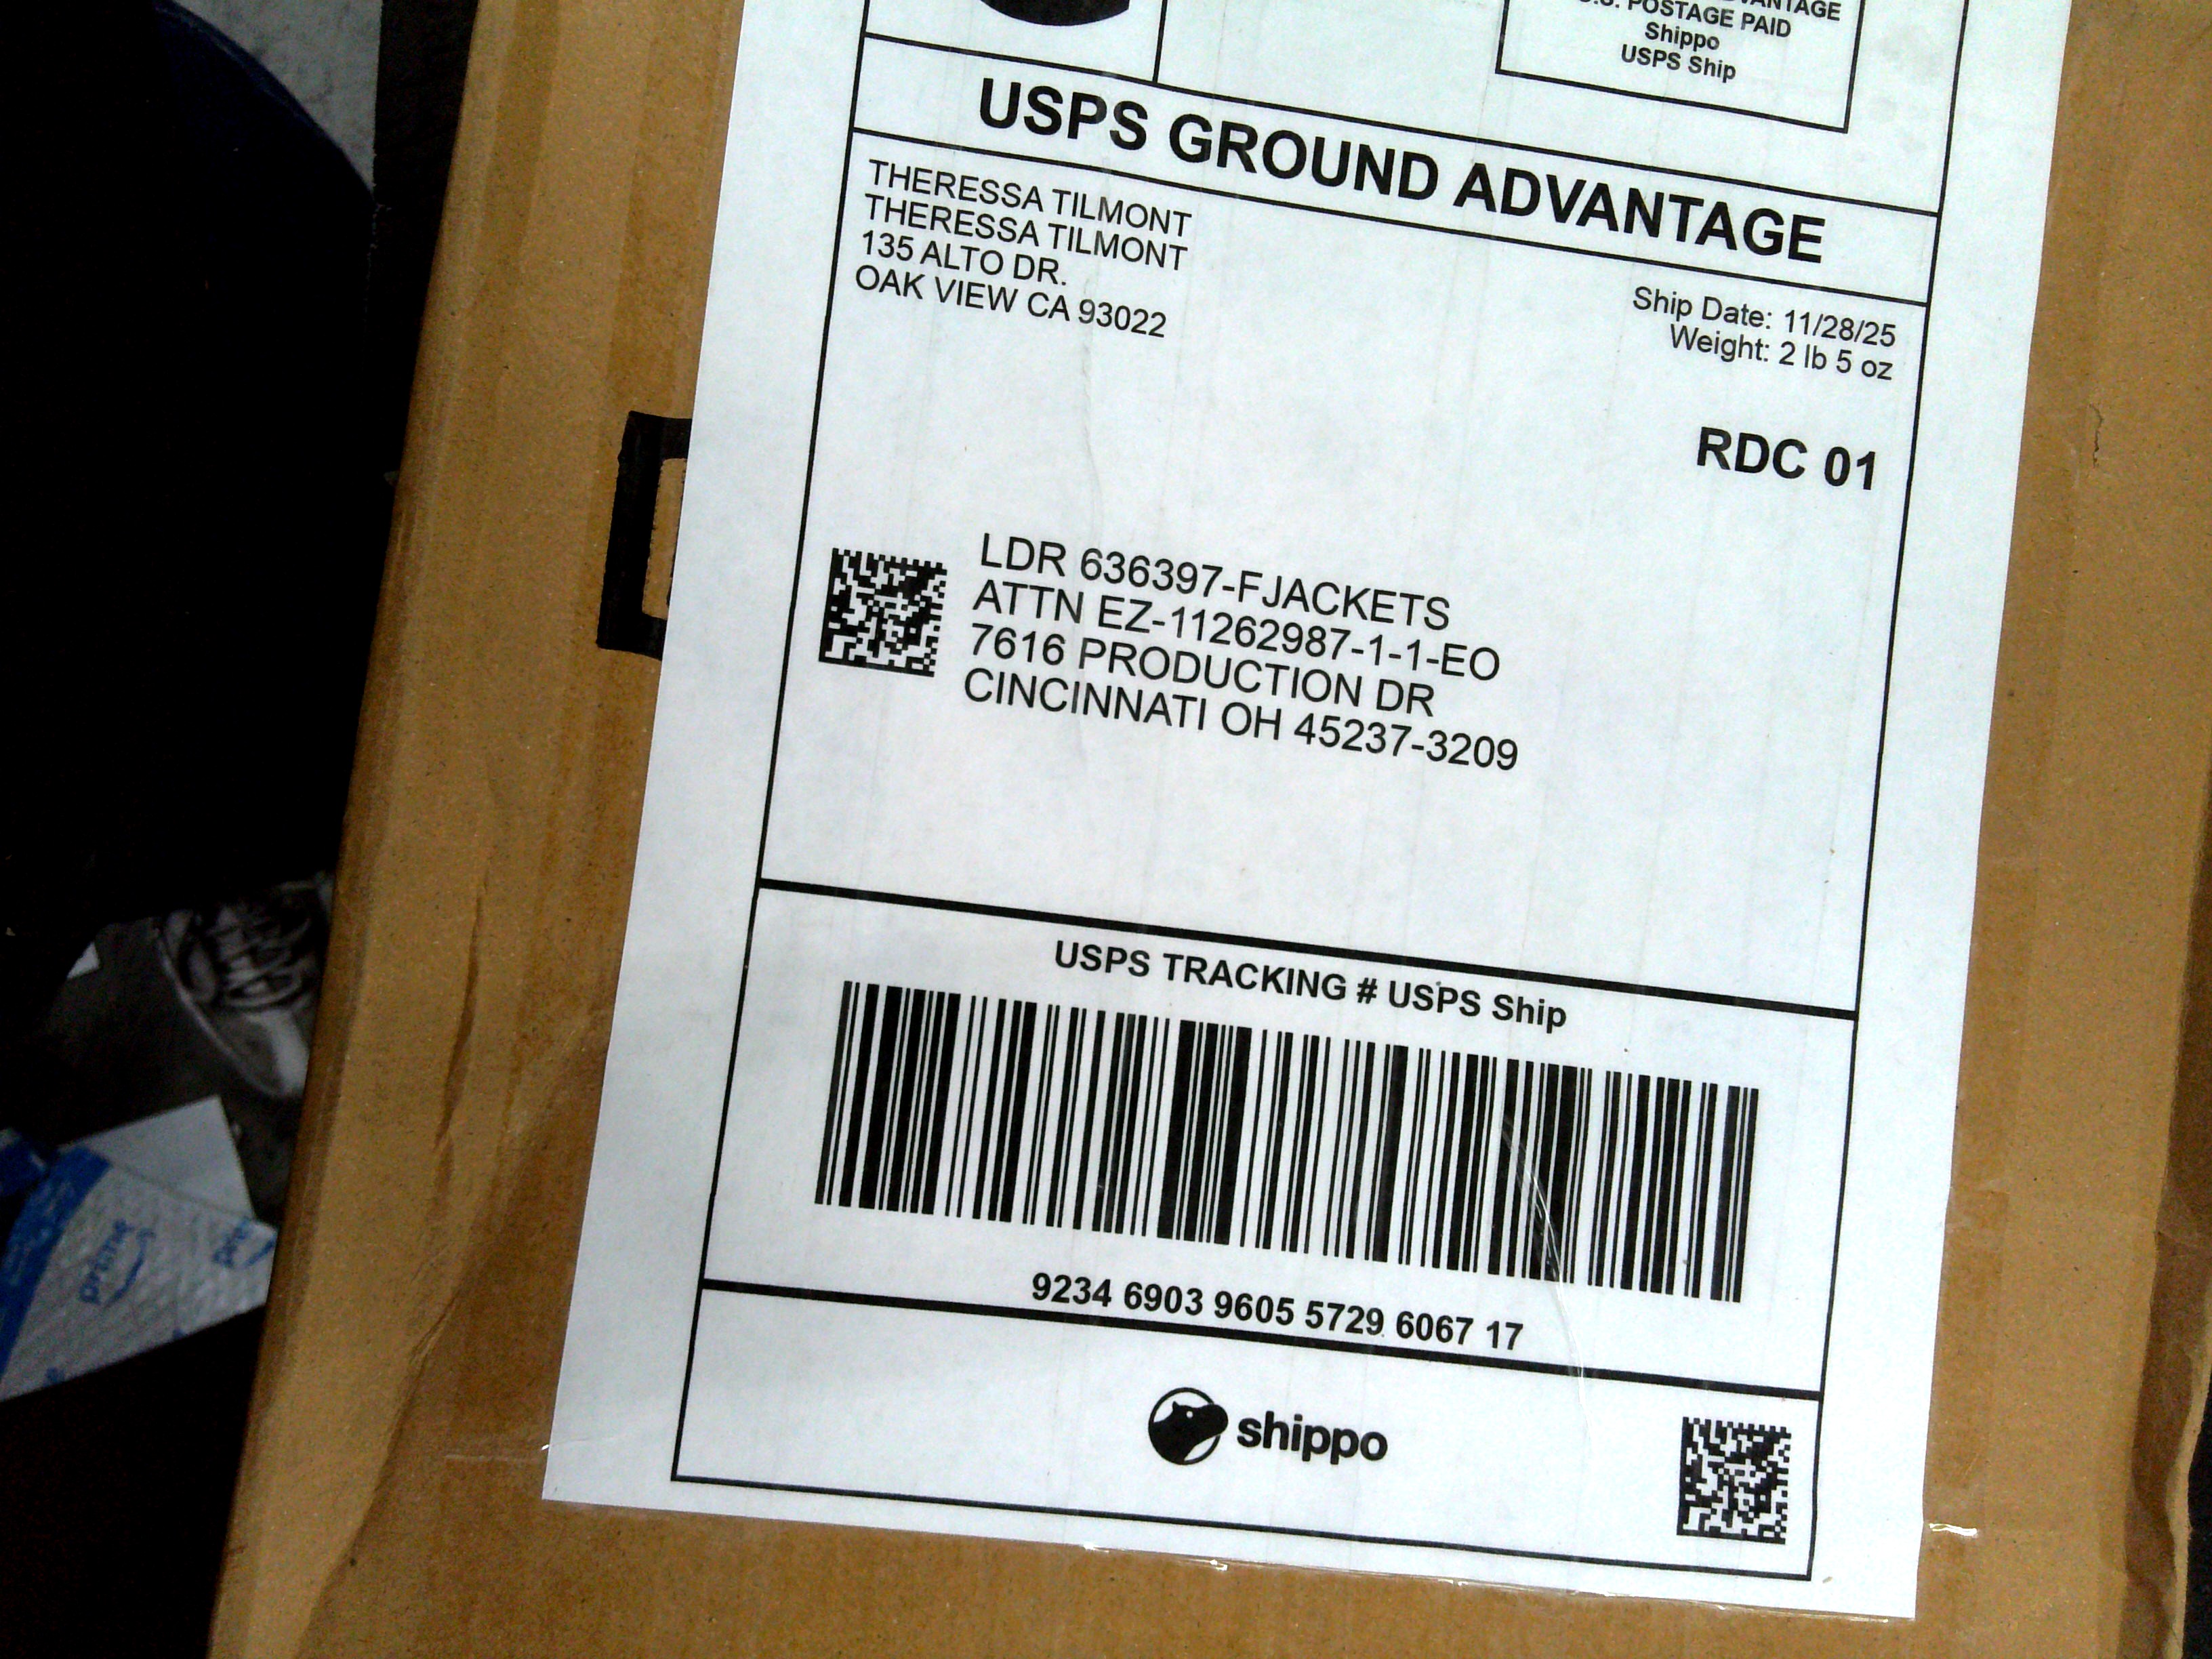 POSTAGE PAID
Shippo
USPS Ship
USPS GROUND ADVANTAGE
THERESSA TILMONT
THERESSA TILMONT
135 ALTO DR.
OAK VIEW CA 93022
Ship Date: 11/28/25
Weight: 2 lb 5 oz
RDC 01
LDR 636397-FJACKETS
ATTN EZ-11262987-1-1-EO
7616 PRODUCTION DR
CINCINNATI OH 45237-3209
USPS TRACKING # USPS Ship
9234 6903 9605 5729 6067 17
shippo
prime